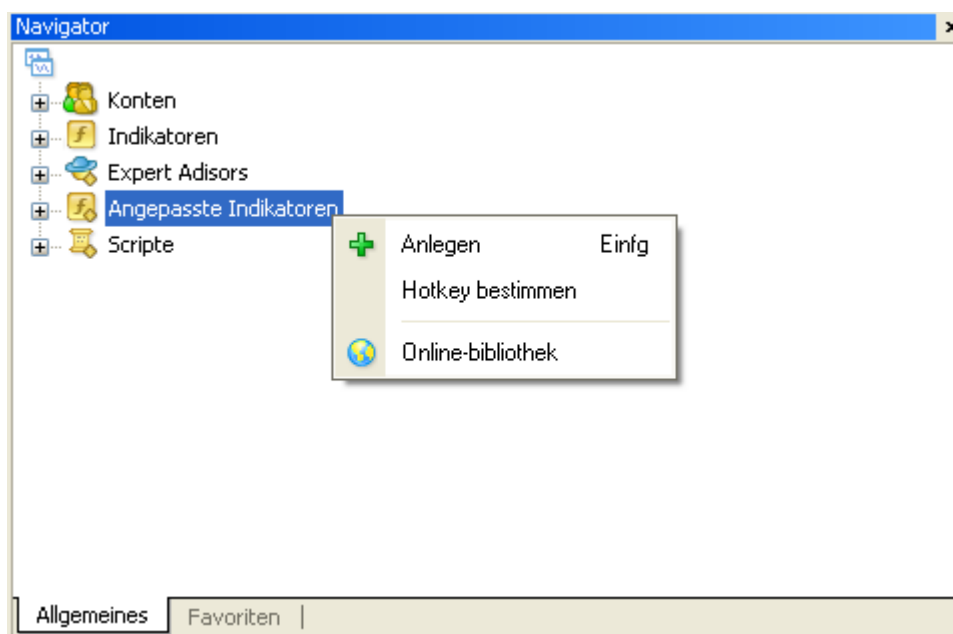 Navigator
Konten
Indikatoren
Expert Adisors
Angepasste Indikatoren
Scripte
Anlegen Einfg
Hotkey bestimmen
Online-bibliothek
Allgemeines Favoriten